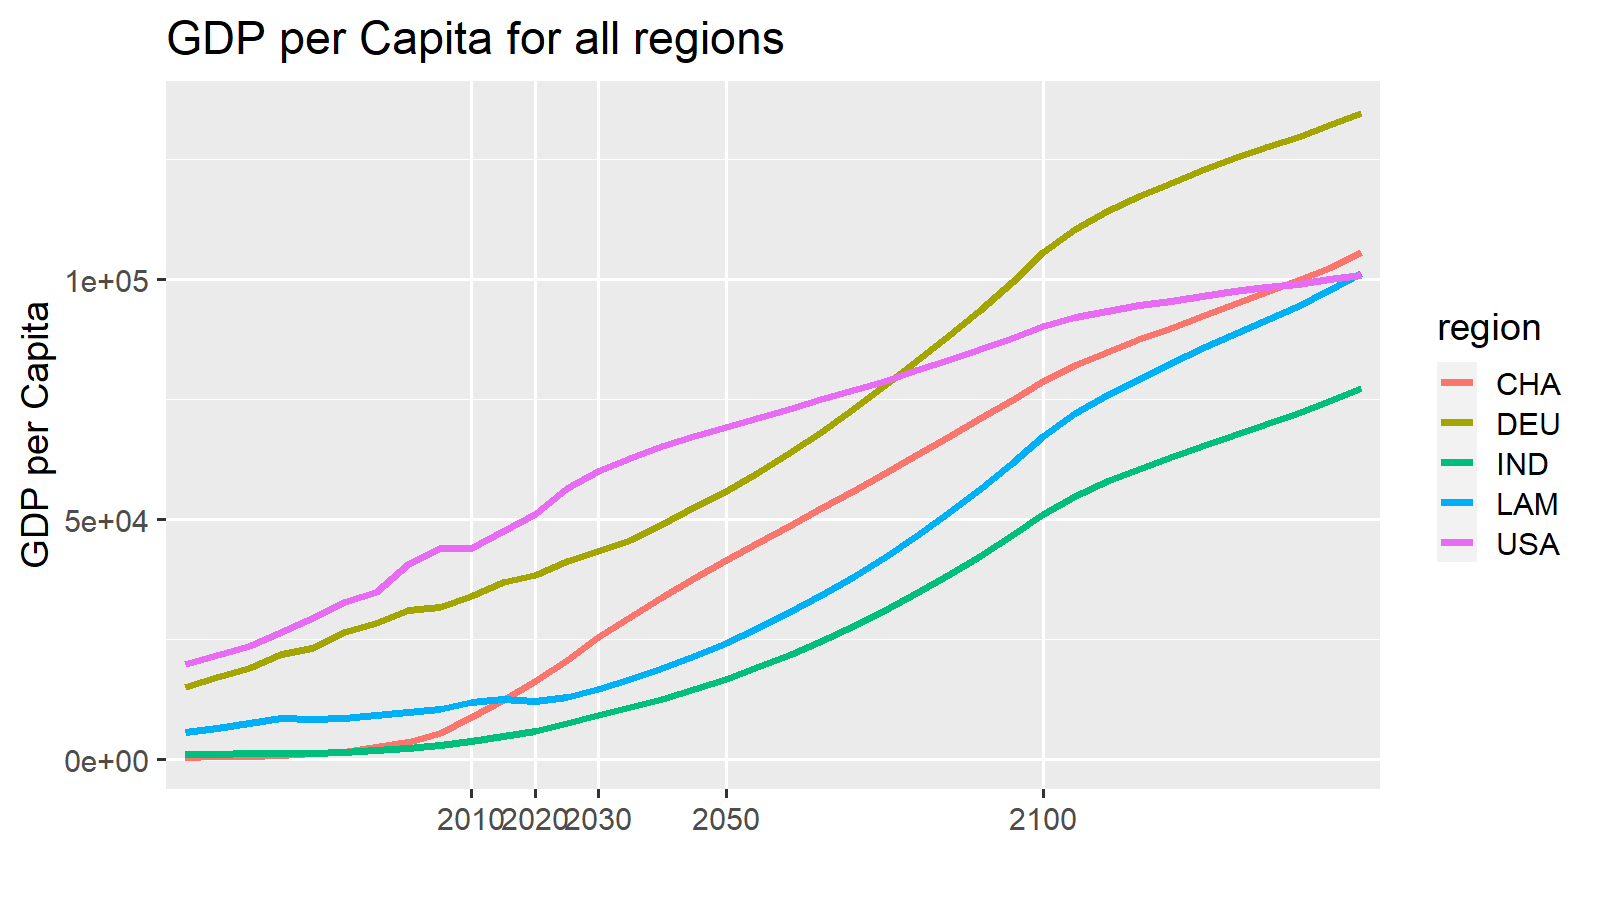 GDP per Capita for all regions
GDP per Capita
1e+05
5e+04
0e+00
2010 2020 2030 2050 2100
region
CHA
DEU
IND
LAM
USA